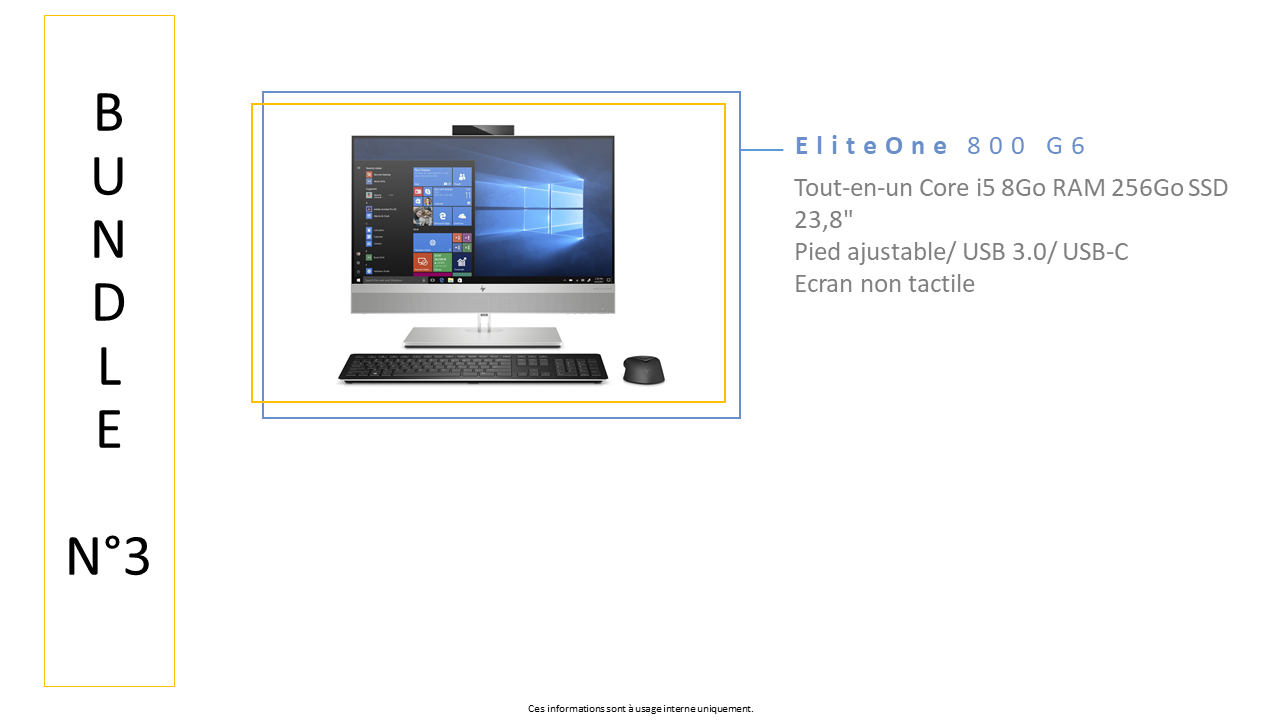 B
U
N
D
L
E
N°3
EliteOne 800 G6
Tout-en-un Core i5 8Go RAM 256Go SSD
23,8"
Pied ajustable/ USB 3.0/ USB-C
Ecran non tactile
Ces informations sont à usage interne uniquement.